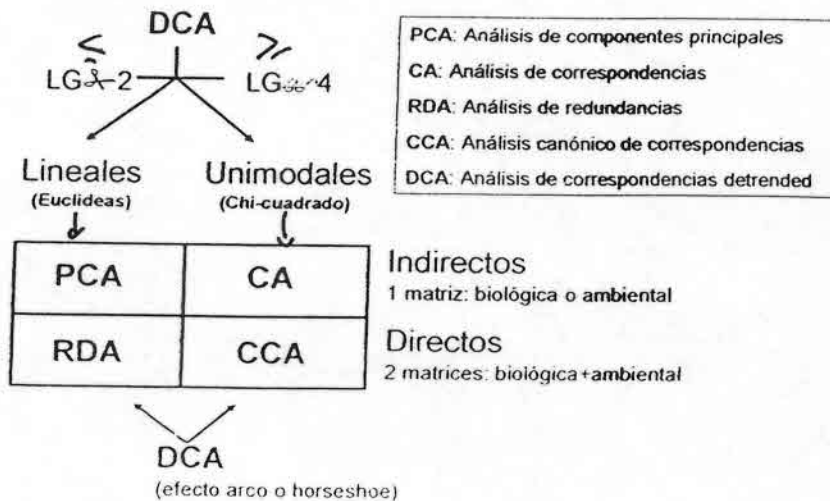 DCA
≤ ≥
LG 2 LG 4
Lineales Unimodales
(Euclídeas) (Chi-cuadrado)
PCA CA
RDA CCA
Indirectos
1 matriz: biológica o ambiental
Directos
2 matrices: biológica+ambiental
DCA
(efecto arco o horseshoe)
PCA: Análisis de componentes principales
CA: Análisis de correspondencias
RDA: Análisis de redundancias
CCA: Análisis canónico de correspondencias
DCA: Análisis de correspondencias detrended